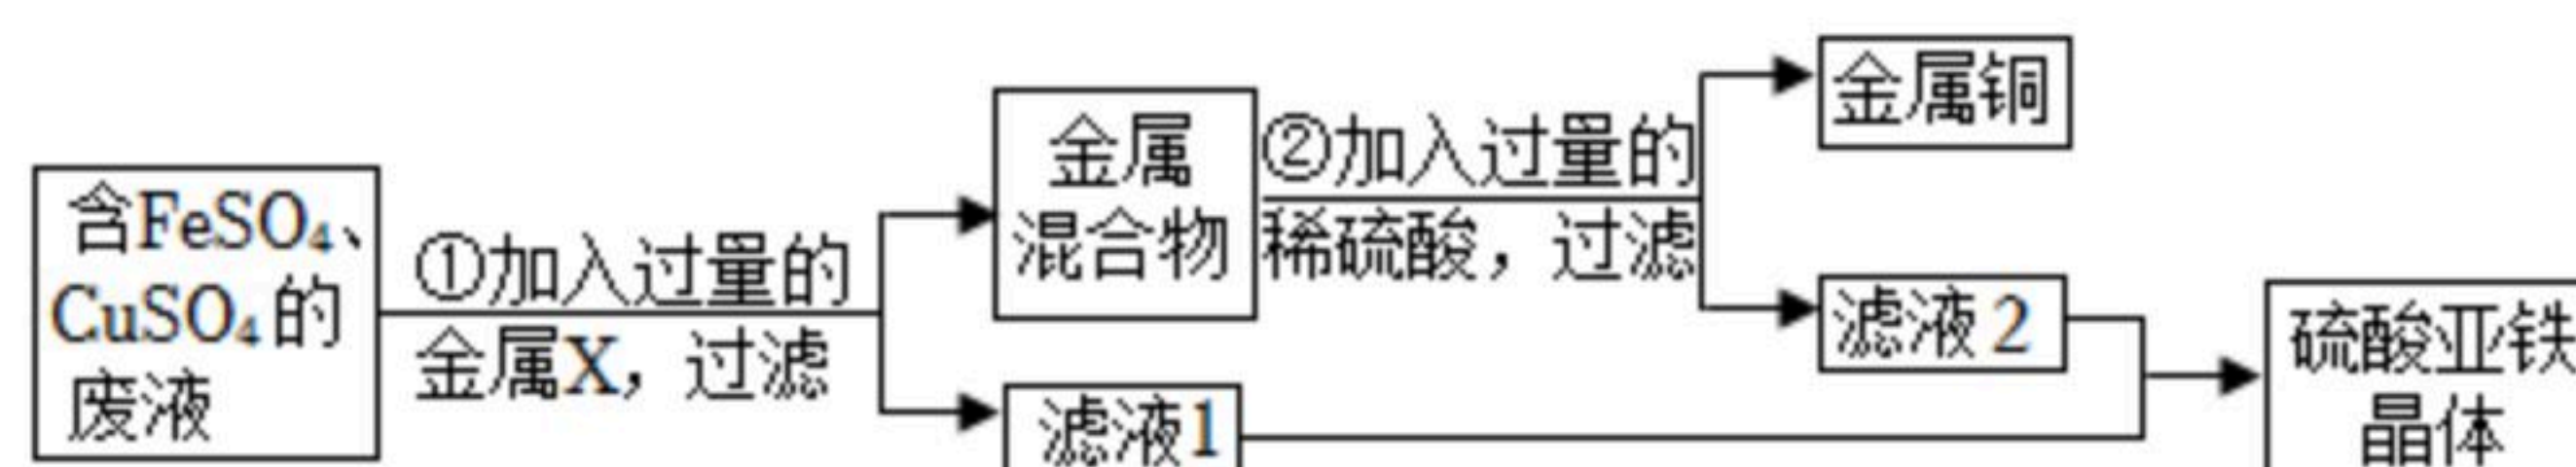 含FeSO₄、
CuSO₄的
废液
①加入过量的
金属X，过滤
金属
混合物
滤液1
②加入过量的
稀硫酸，过滤
金属铜
滤液2
硫酸亚铁
晶体